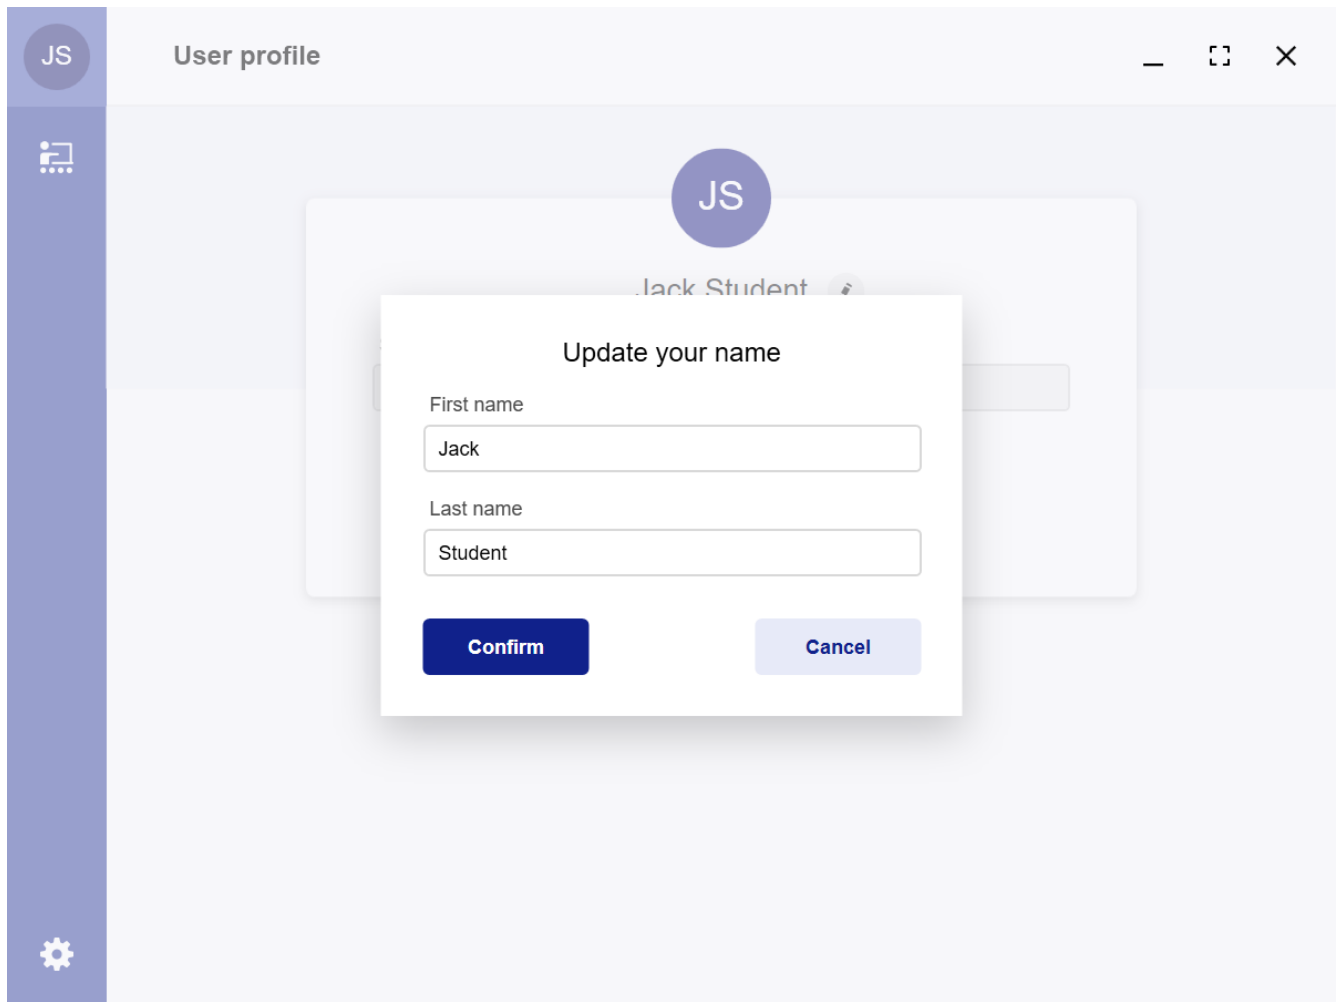 JS
User profile
JS
Jack Student
Update your name
First name
Jack
Last name
Student
Confirm
Cancel